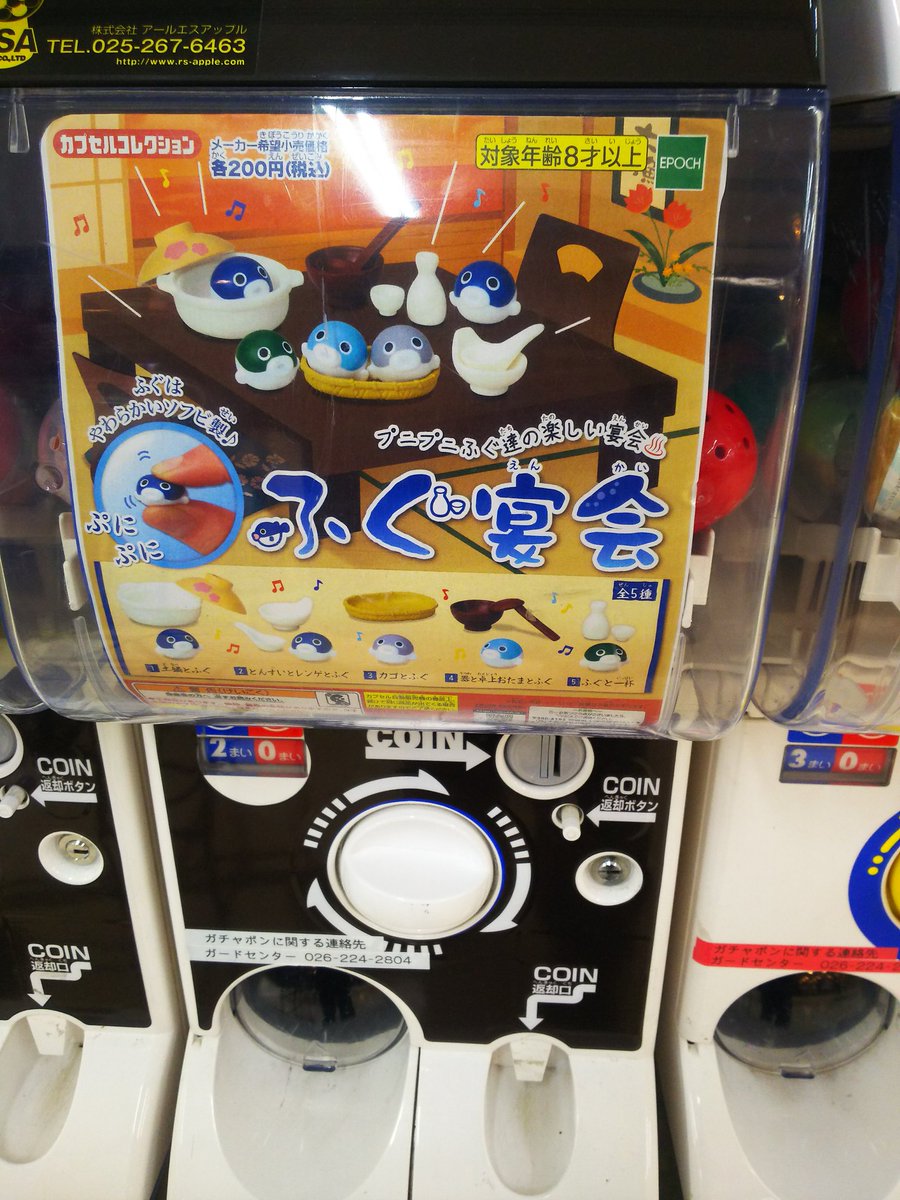 SA
CO.,LTD
株式会社 アールエスアップル
TEL.025-267-6463
http://www.rs-apple.com
カプセルコレクション
メーカー希望小売価格
各200円(税込)
対象年齢8才以上
EPOCH
ふぐは
やわらかいソフビ製♪
ぷに
ぷに
プニプニふぐ達の楽しい宴会♨
ふぐ宴会
全5種
1 土鍋とふぐ
2 とんすいとレンゲとふぐ
3 カゴとふぐ
4 器と卓上おたまとふぐ
5 ふぐと一杯
2まい 0まい
COIN
COIN
返却ボタン
COIN
返却ボタン
3まい 0まい
ガチャポンに関する連絡先
ガードセンター 026-224-2804
ガチャポンに関する連絡先
ガードセンター 026-224-2
COIN
返却口
COIN
返却口